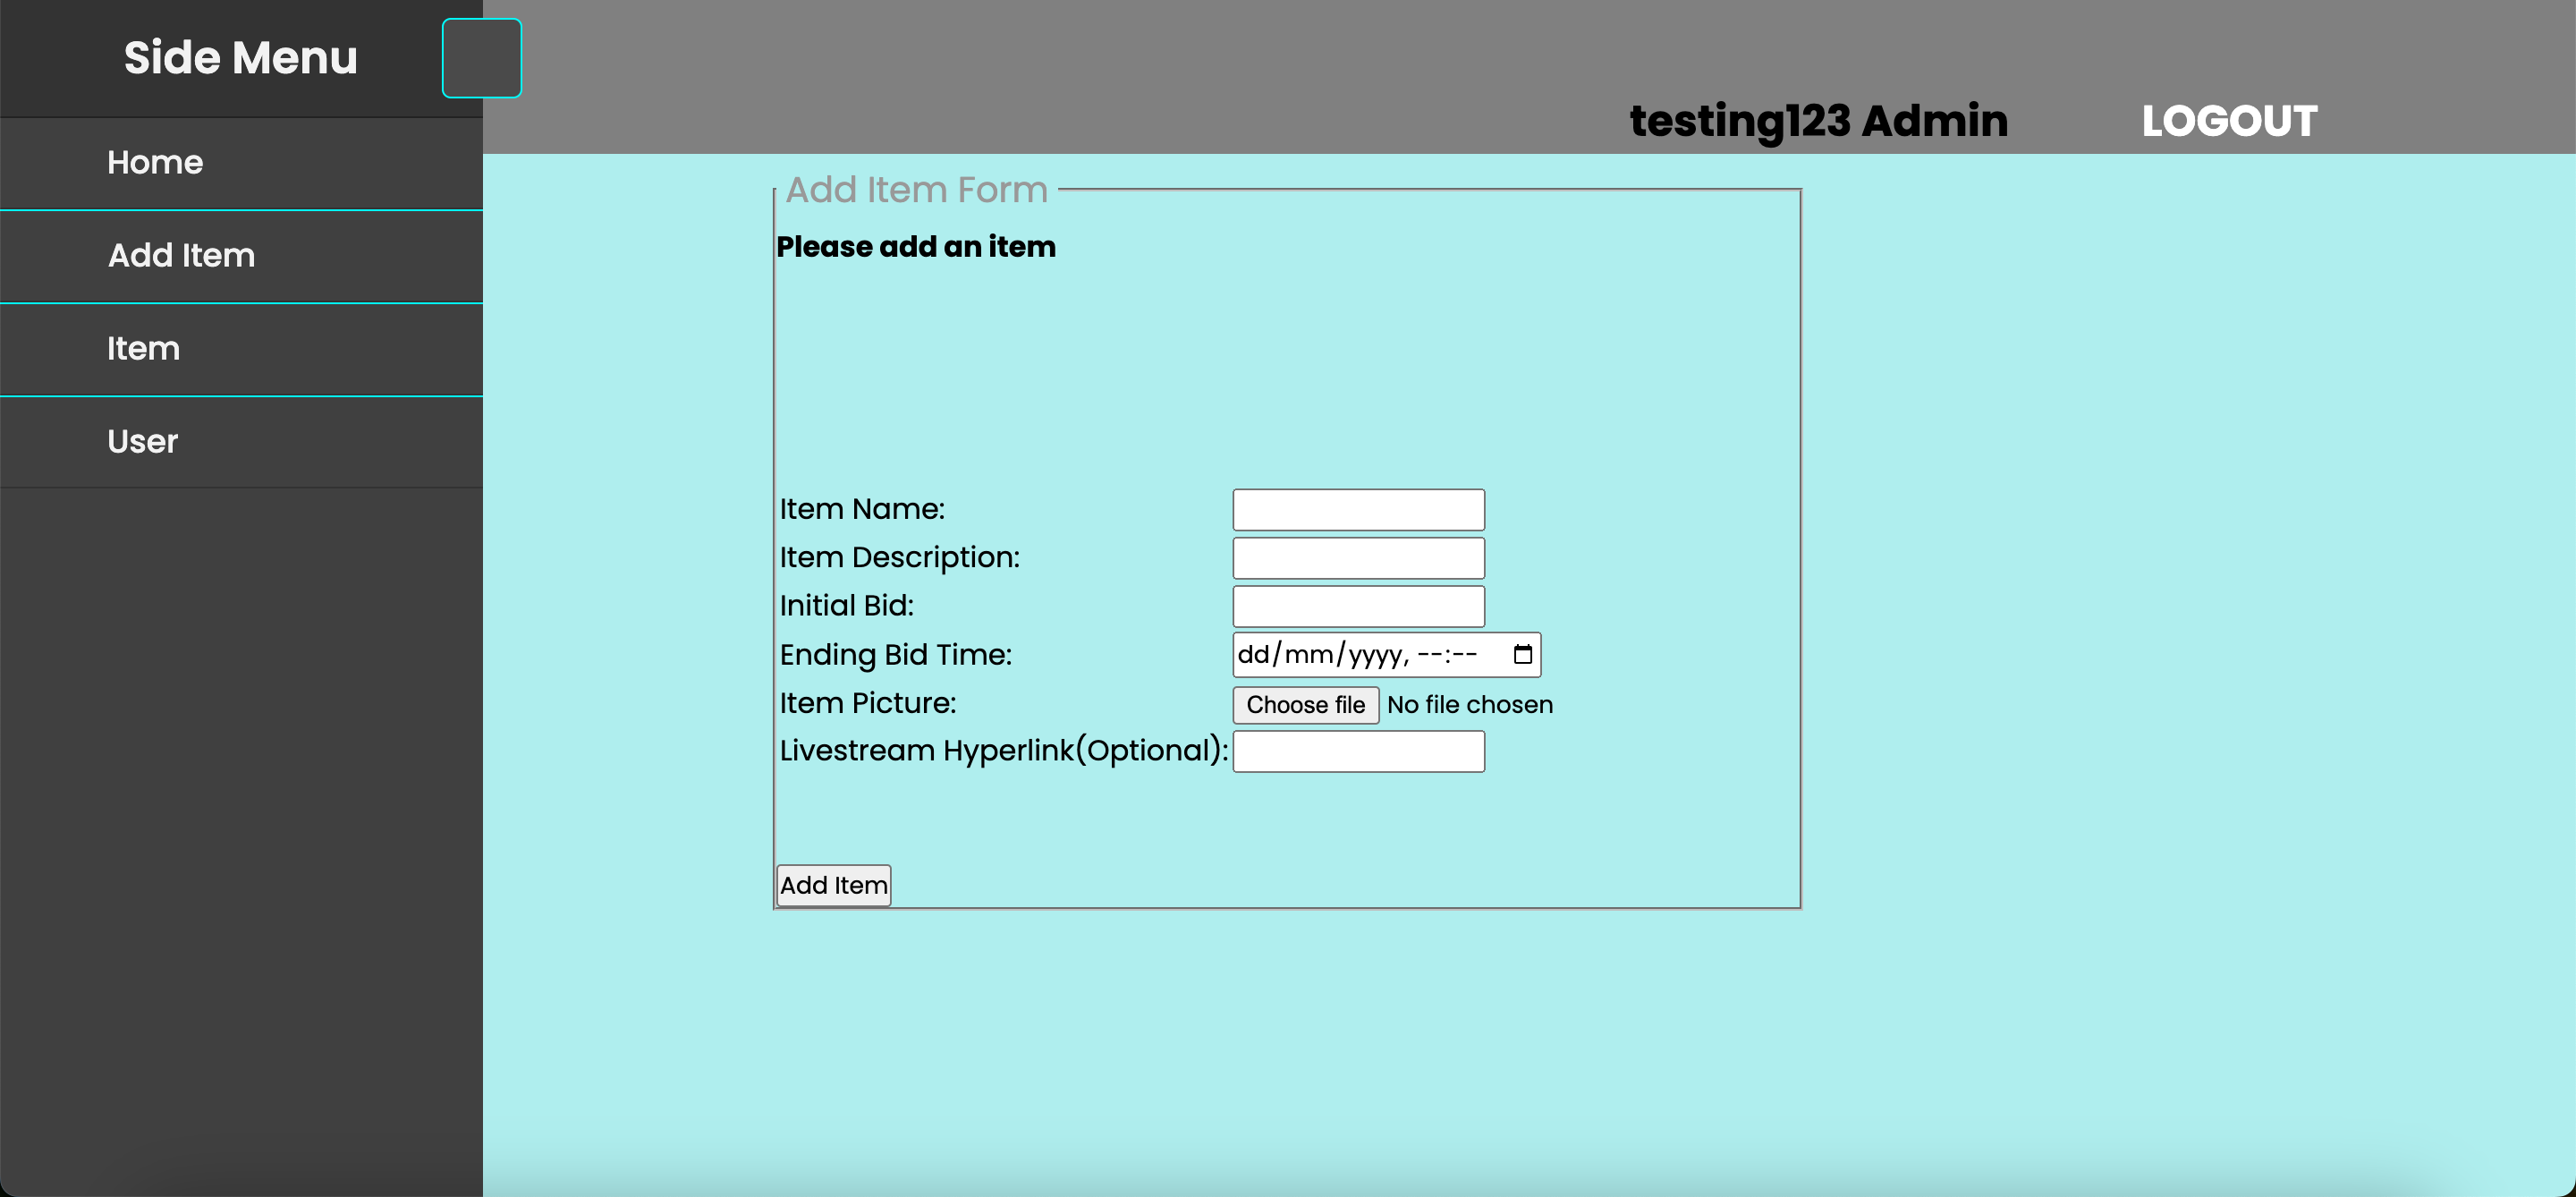 Side Menu
testing123 Admin
LOGOUT
Home
Add Item
Item
User
Add Item Form
Please add an item
Item Name:
Item Description:
Initial Bid:
Ending Bid Time: dd/mm/yyyy, --:--
Item Picture: Choose file No file chosen
Livestream Hyperlink(Optional):
Add Item